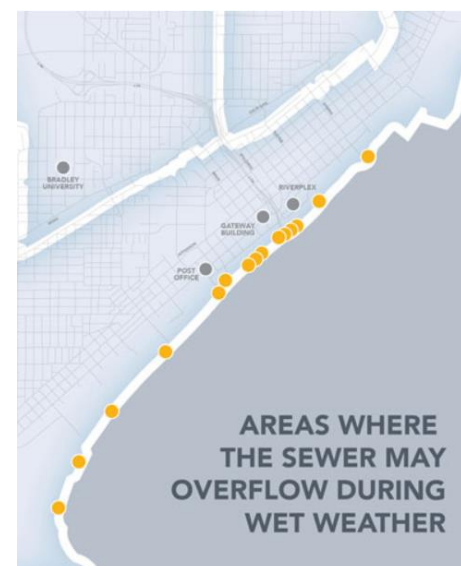 BRADLEY
UNIVERSITY
RIVERPLEX
GATEWAY
BUILDING
POST
OFFICE
AREAS WHERE
THE SEWER MAY
OVERFLOW DURING
WET WEATHER